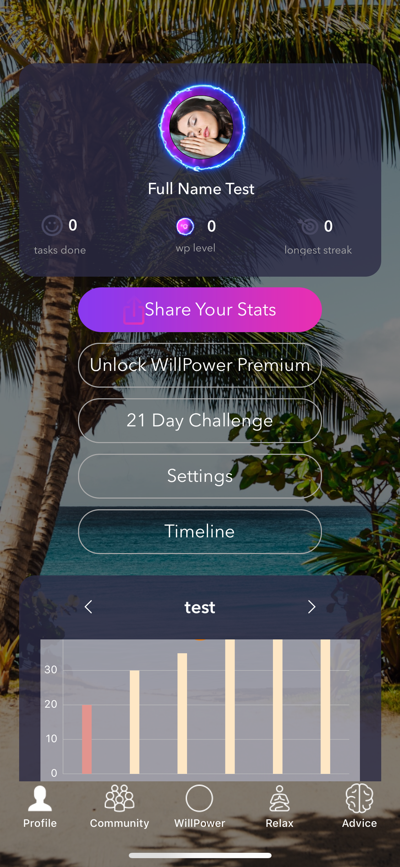 Full Name Test
0
0
0
tasks done
wp level
longest streak
Share Your Stats
Unlock WillPower Premium
21 Day Challenge
Settings
Timeline
test
30
20
10
0
Profile
Community
WillPower
Relax
Advice